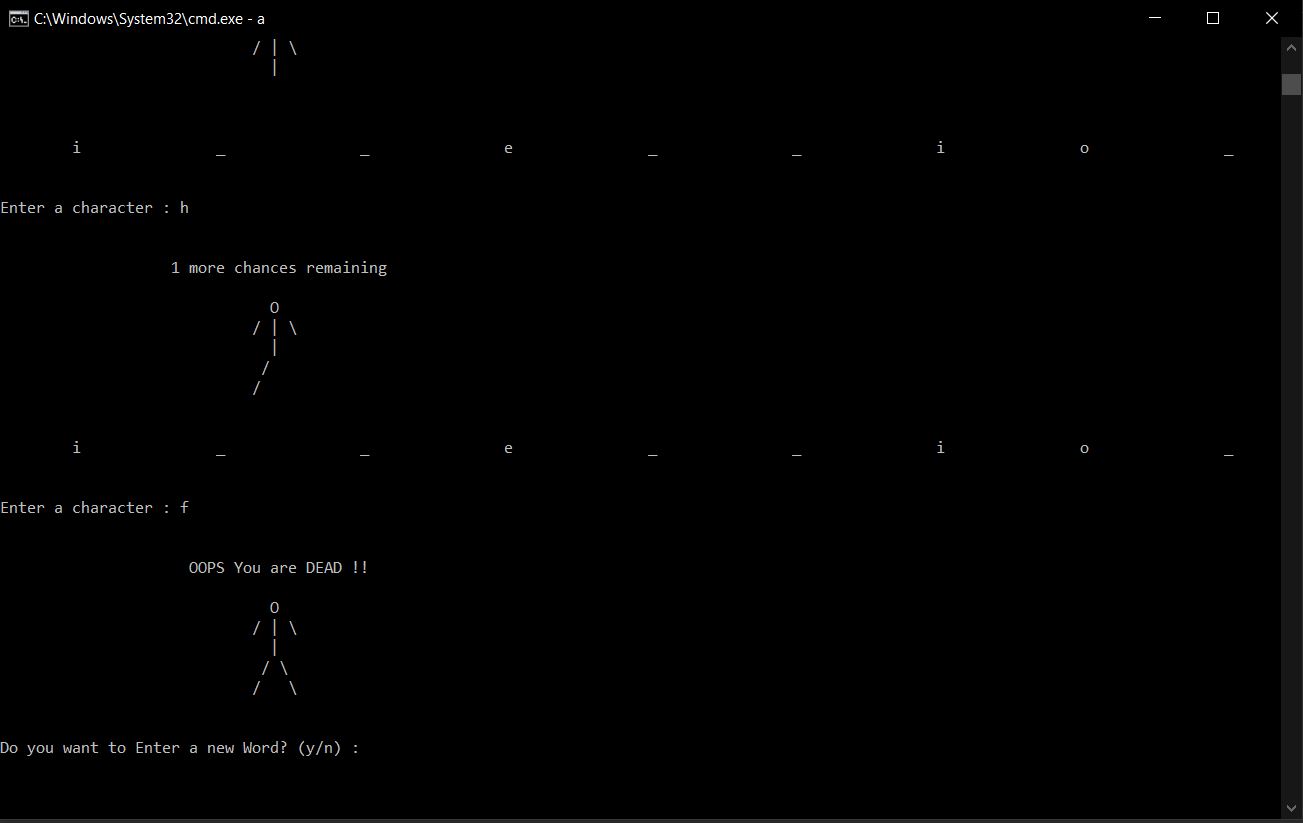 C:\Windows\System32\cmd.exe - a
/ | \
|
i _ _ e _ _ i o _
Enter a character : h
1 more chances remaining
O
/ | \
|
/
/
i _ _ e _ _ i o _
Enter a character : f
OOPS You are DEAD !!
O
/ | \
|
/ \
/ \
Do you want to Enter a new Word? (y/n) :